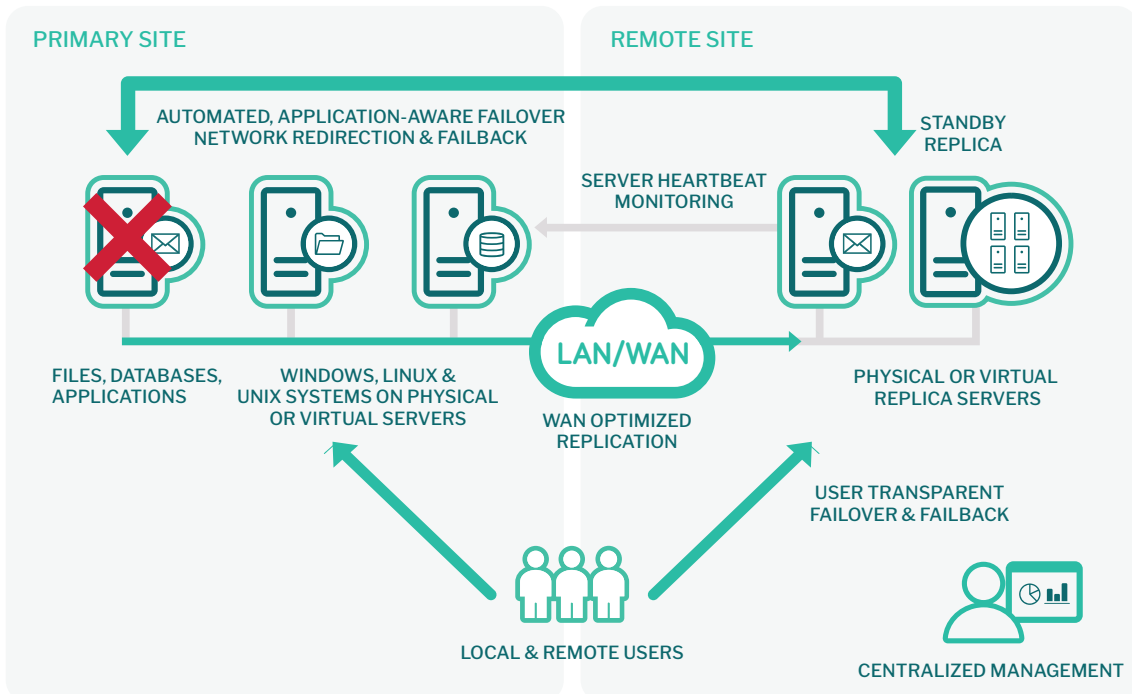 PRIMARY SITE
REMOTE SITE
AUTOMATED, APPLICATION-AWARE FAILOVER
NETWORK REDIRECTION & FAILBACK
STANDBY
REPLICA
SERVER HEARTBEAT
MONITORING
LAN/WAN
FILES, DATABASES,
APPLICATIONS
WINDOWS, LINUX &
UNIX SYSTEMS ON PHYSICAL
OR VIRTUAL SERVERS
WAN OPTIMIZED
REPLICATION
PHYSICAL OR VIRTUAL
REPLICA SERVERS
USER TRANSPARENT
FAILOVER & FAILBACK
LOCAL & REMOTE USERS
CENTRALIZED MANAGEMENT